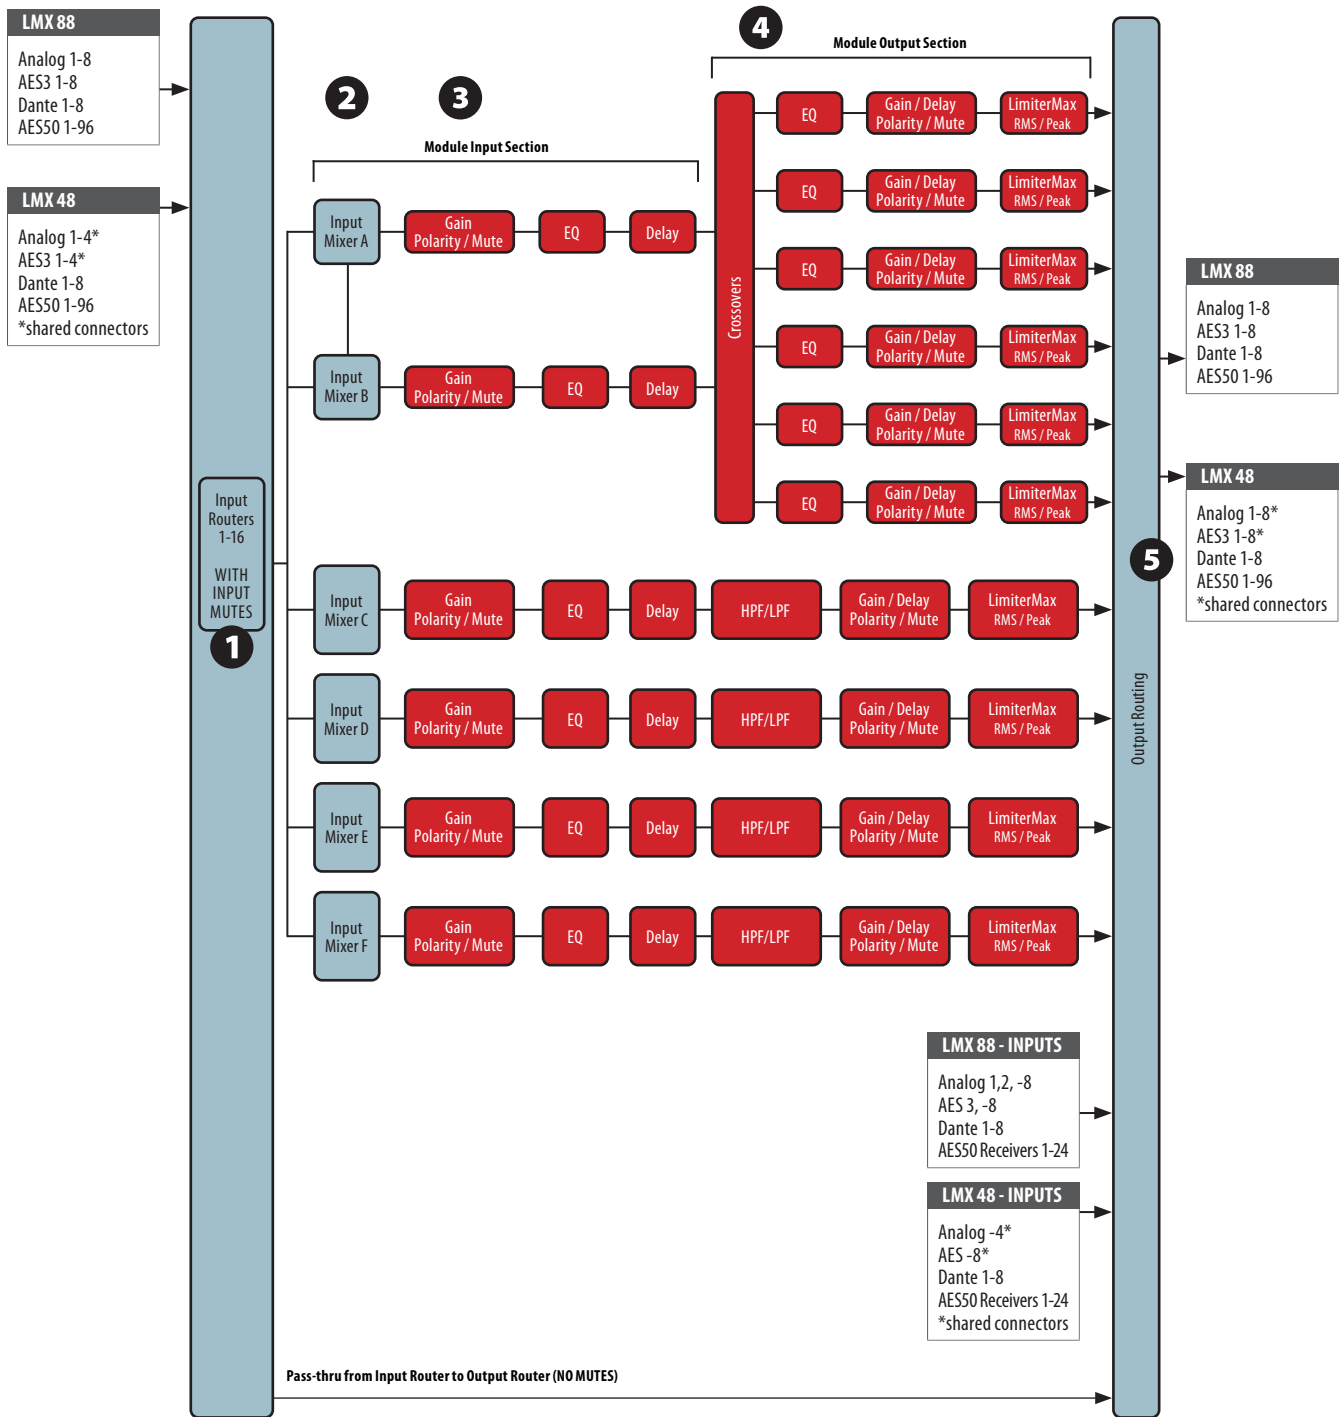 LMX 88
Analog 1-8
AES3 1-8
Dante 1-8
AES50 1-96
LMX 48
Analog 1-4*
AES3 1-4*
Dante 1-8
AES50 1-96
*shared connectors
Input
Routers
1-16
WITH
INPUT
MUTES
1
2
3
Module Input Section
4
Module Output Section
Input
Mixer A
Gain
Polarity / Mute
EQ
Delay
Input
Mixer B
Gain
Polarity / Mute
EQ
Delay
Crossovers
EQ
Gain / Delay
Polarity / Mute
LimiterMax
RMS / Peak
EQ
Gain / Delay
Polarity / Mute
LimiterMax
RMS / Peak
EQ
Gain / Delay
Polarity / Mute
LimiterMax
RMS / Peak
EQ
Gain / Delay
Polarity / Mute
LimiterMax
RMS / Peak
EQ
Gain / Delay
Polarity / Mute
LimiterMax
RMS / Peak
EQ
Gain / Delay
Polarity / Mute
LimiterMax
RMS / Peak
Input
Mixer C
Gain
Polarity / Mute
EQ
Delay
HPF/LPF
Gain / Delay
Polarity / Mute
LimiterMax
RMS / Peak
Input
Mixer D
Gain
Polarity / Mute
EQ
Delay
HPF/LPF
Gain / Delay
Polarity / Mute
LimiterMax
RMS / Peak
Input
Mixer E
Gain
Polarity / Mute
EQ
Delay
HPF/LPF
Gain / Delay
Polarity / Mute
LimiterMax
RMS / Peak
Input
Mixer F
Gain
Polarity / Mute
EQ
Delay
HPF/LPF
Gain / Delay
Polarity / Mute
LimiterMax
RMS / Peak
5
Output Routing
LMX 88
Analog 1-8
AES3 1-8
Dante 1-8
AES50 1-96
LMX 48
Analog 1-8*
AES3 1-8*
Dante 1-8
AES50 1-96
*shared connectors
LMX 88 - INPUTS
Analog 1,2, -8
AES 3, -8
Dante 1-8
AES50 Receivers 1-24
LMX 48 - INPUTS
Analog -4*
AES -8*
Dante 1-8
AES50 Receivers 1-24
*shared connectors
Pass-thru from Input Router to Output Router (NO MUTES)